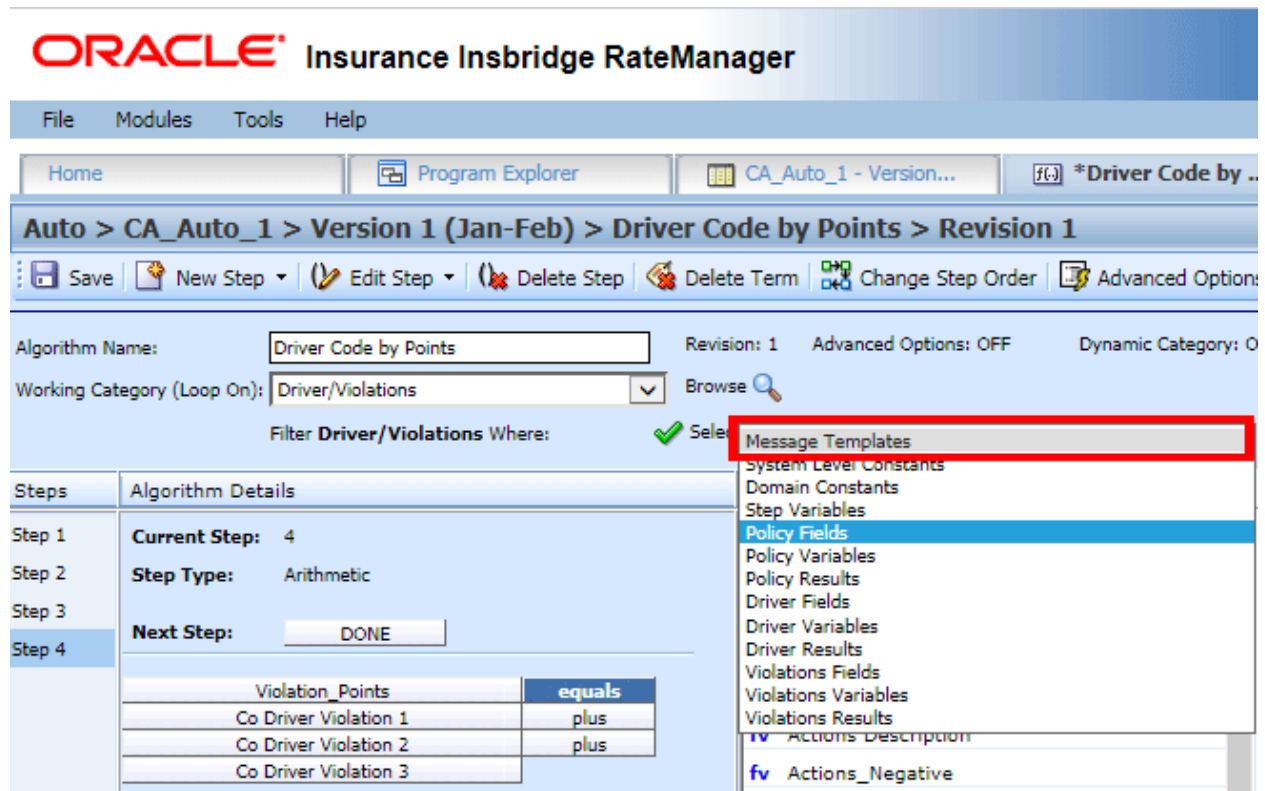 ORACLE Insurance Insbridge RateManager
File Modules Tools Help
Home Program Explorer CA_Auto_1 - Version... f(.) *Driver Code by ..
Auto > CA_Auto_1 > Version 1 (Jan-Feb) > Driver Code by Points > Revision 1
Save New Step Edit Step Delete Step Delete Term Change Step Order Advanced Options
Algorithm Name: Driver Code by Points Revision: 1 Advanced Options: OFF Dynamic Category: O
Working Category (Loop On): Driver/Violations Browse
Filter Driver/Violations Where: Sele
Message Templates
System Level Constants
Domain Constants
Step Variables
Policy Fields
Policy Variables
Policy Results
Driver Fields
Driver Variables
Driver Results
Violations Fields
Violations Variables
Violations Results
fv Actions Description
fv Actions_Negative
Steps Algorithm Details
Step 1
Step 2
Step 3
Step 4
Current Step: 4
Step Type: Arithmetic
Next Step: DONE
Violation_Points equals
Co Driver Violation 1 plus
Co Driver Violation 2 plus
Co Driver Violation 3